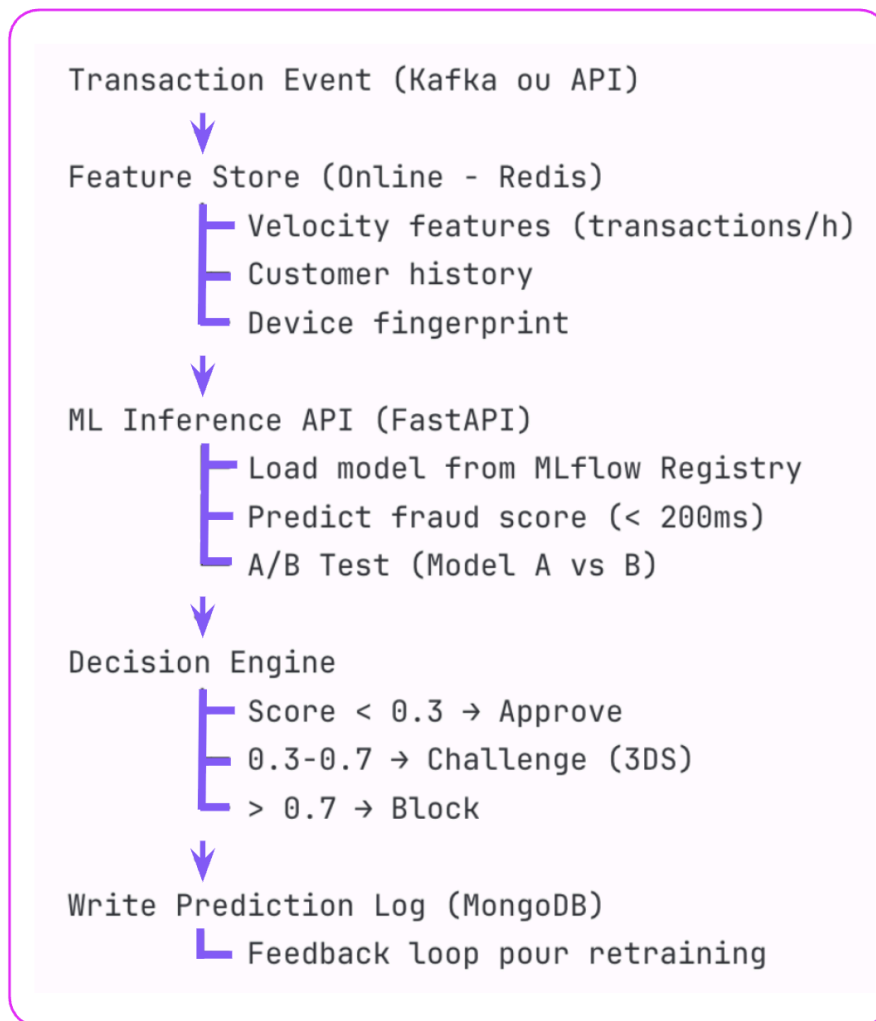 Transaction Event (Kafka ou API)
Feature Store (Online - Redis)
Velocity features (transactions/h)
Customer history
Device fingerprint
ML Inference API (FastAPI)
Load model from MLflow Registry
Predict fraud score (< 200ms)
A/B Test (Model A vs B)
Decision Engine
Score < 0.3 → Approve
0.3-0.7 → Challenge (3DS)
> 0.7 → Block
Write Prediction Log (MongoDB)
Feedback loop pour retraining